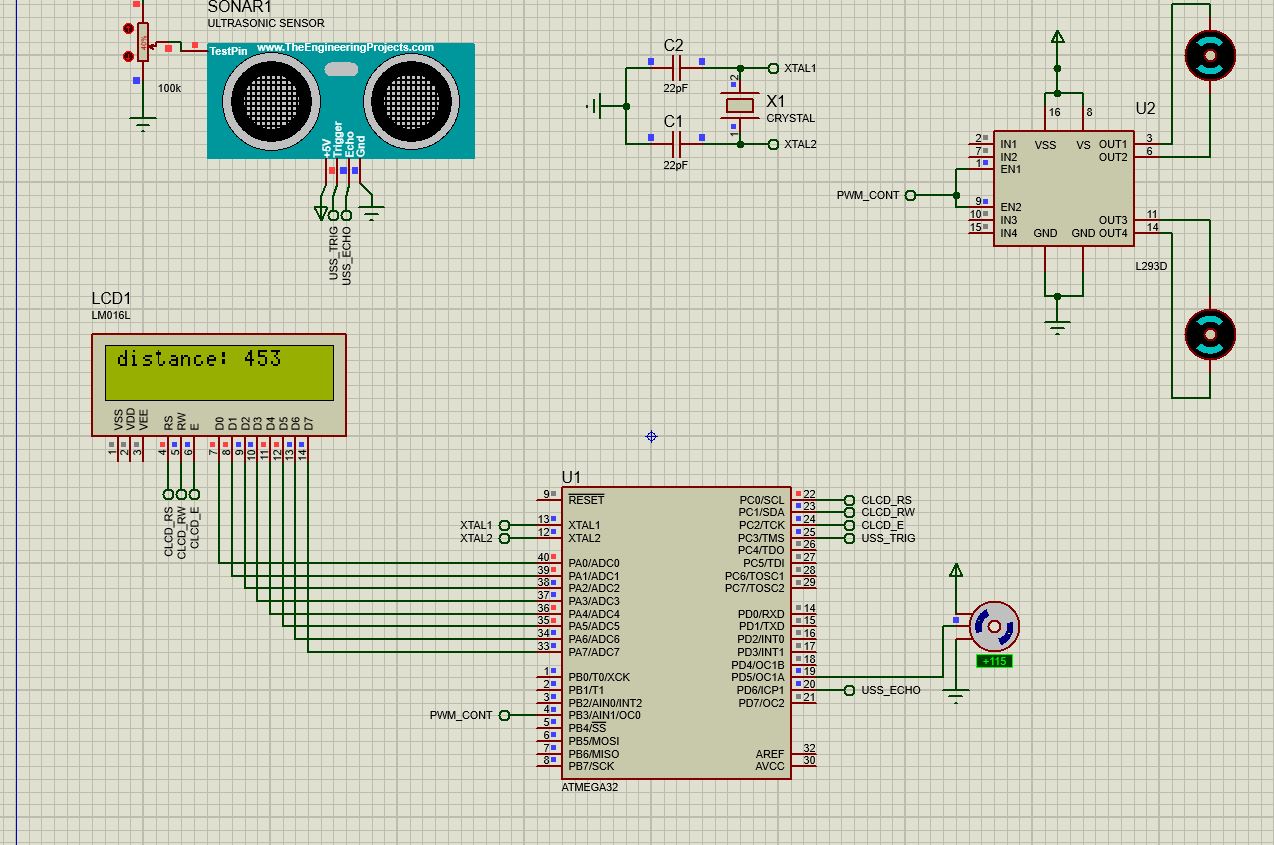 SONAR1
ULTRASONIC SENSOR
TestPin
www.TheEngineeringProjects.com
100k
+5V
Trigger
Echo
Gnd
USS_TRIG
USS_ECHO
C2
22pF
C1
22pF
XTAL1
XTAL2
2
1
X1
CRYSTAL
U2
16
8
2 IN1
7 IN2
1 EN1
9 EN2
10 IN3
15 IN4
VSS
VS
OUT1 3
OUT2 6
OUT3 11
OUT4 14
GND
GND
L293D
PWM_CONT
LCD1
LM016L
distance: 453
VSS
VDD
VEE
RS
RW
E
D0
D1
D2
D3
D4
D5
D6
D7
1
2
3
4
5
6
7
8
9
10
11
12
13
14
CLCD_RS
CLCD_RW
CLCD_E
U1
9 RESET
XTAL1 13 XTAL1
XTAL2 12 XTAL2
40 PA0/ADC0
39 PA1/ADC1
38 PA2/ADC2
37 PA3/ADC3
36 PA4/ADC4
35 PA5/ADC5
34 PA6/ADC6
33 PA7/ADC7
1 PB0/T0/XCK
2 PB1/T1
3 PB2/AIN0/INT2
PWM_CONT 4 PB3/AIN1/OC0
5 PB4/SS
6 PB5/MOSI
7 PB6/MISO
8 PB7/SCK
PC0/SCL 22 CLCD_RS
PC1/SDA 23 CLCD_RW
PC2/TCK 24 CLCD_E
PC3/TMS 25 USS_TRIG
PC4/TDO 26
PC5/TDI 27
PC6/TOSC1 28
PC7/TOSC2 29
PD0/RXD 14
PD1/TXD 15
PD2/INT0 16
PD3/INT1 17
PD4/OC1B 18
PD5/OC1A 19
PD6/ICP1 20 USS_ECHO
PD7/OC2 21
AREF 32
AVCC 30
ATMEGA32
+115